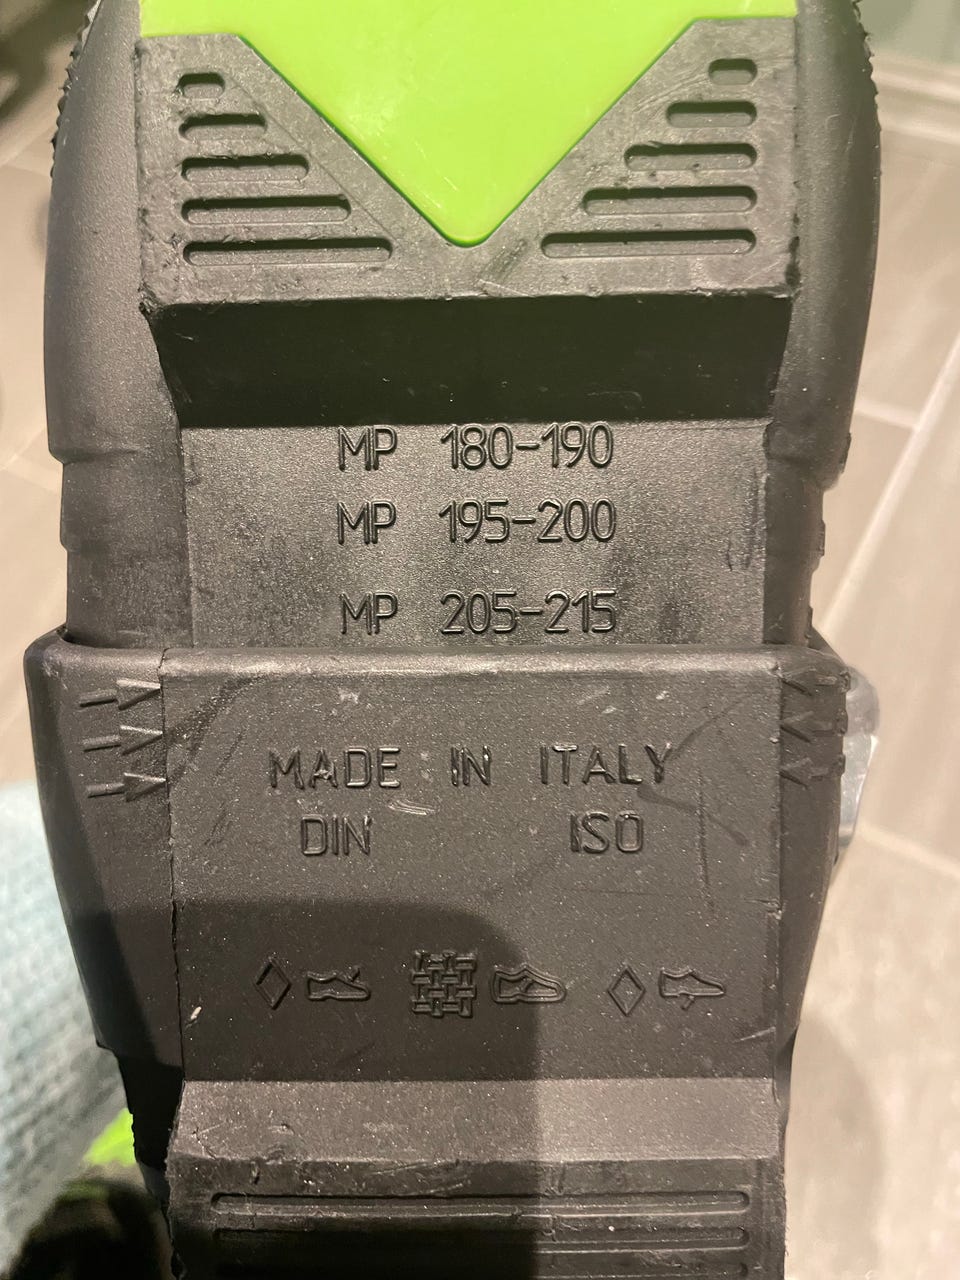 MP 180-190
MP 195-200
MP 205-215
MADE IN ITALY
DIN ISO